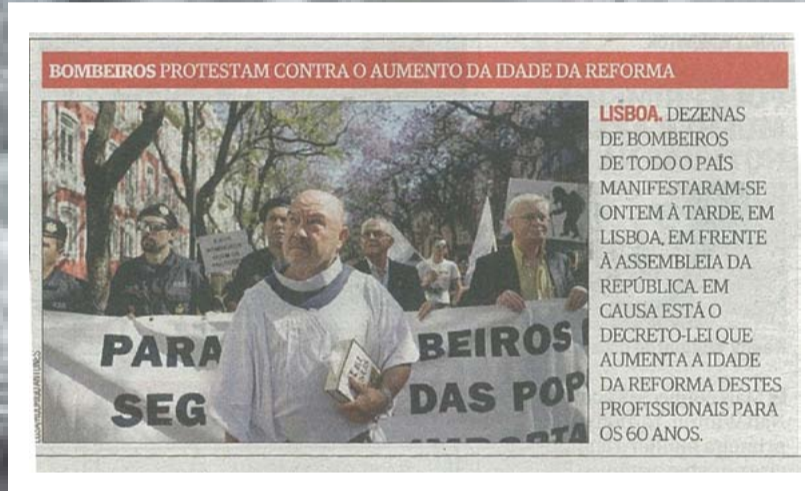 BOMBEIROS PROTESTAM CONTRA O AUMENTO DA IDADE DA REFORMA
LISBOA. DEZENAS
DE BOMBEIROS
DE TODO O PAÍS
MANIFESTARAM-SE
ONTEM À TARDE, EM
LISBOA, EM FRENTE
À ASSEMBLEIA DA
REPÚBLICA. EM
CAUSA ESTÁ O
DECRETO-LEI QUE
AUMENTA A IDADE
DA REFORMA DESTES
PROFISSIONAIS PARA
OS 60 ANOS.
PARA BEIROS
SEG DAS POP
IMPORTA